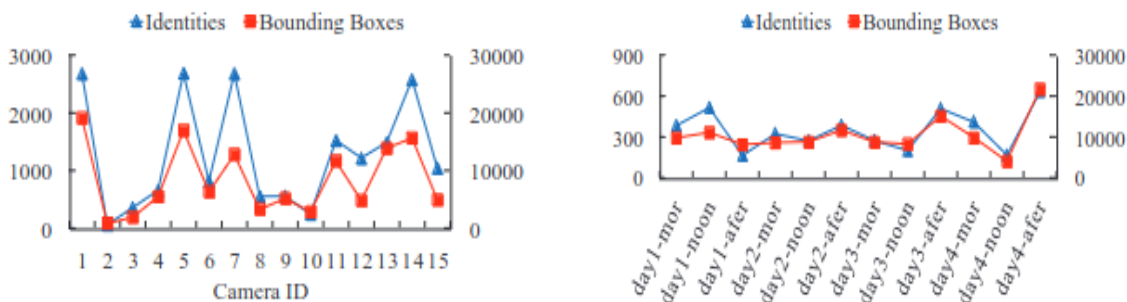 Identities Bounding Boxes
3000 30000
2000 20000
1000 10000
0 0
1 2 3 4 5 6 7 8 9 10 11 12 13 14 15
Camera ID
Identities Bounding Boxes
900 30000
600 20000
300 10000
0 0
day1-mor
day1-noon
day1-afer
day2-mor
day2-noon
day2-afer
day3-mor
day3-noon
day3-afer
day4-mor
day4-noon
day4-afer